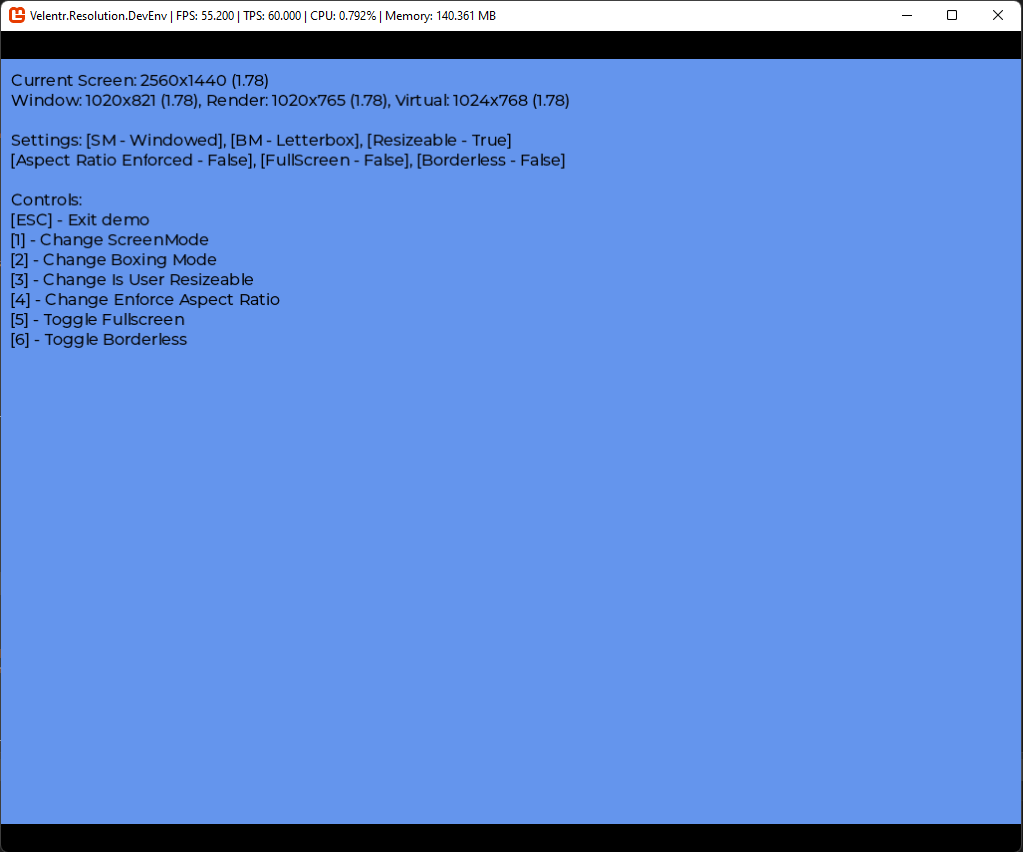 Velentr.Resolution.DevEnv | FPS: 55.200 | TPS: 60.000 | CPU: 0.792% | Memory: 140.361 MB
Current Screen: 2560x1440 (1.78)
Window: 1020x821 (1.78), Render: 1020x765 (1.78), Virtual: 1024x768 (1.78)
Settings: [SM - Windowed], [BM - Letterbox], [Resizeable - True]
[Aspect Ratio Enforced - False], [FullScreen - False], [Borderless - False]
Controls:
[ESC] - Exit demo
[1] - Change ScreenMode
[2] - Change Boxing Mode
[3] - Change Is User Resizeable
[4] - Change Enforce Aspect Ratio
[5] - Toggle Fullscreen
[6] - Toggle Borderless